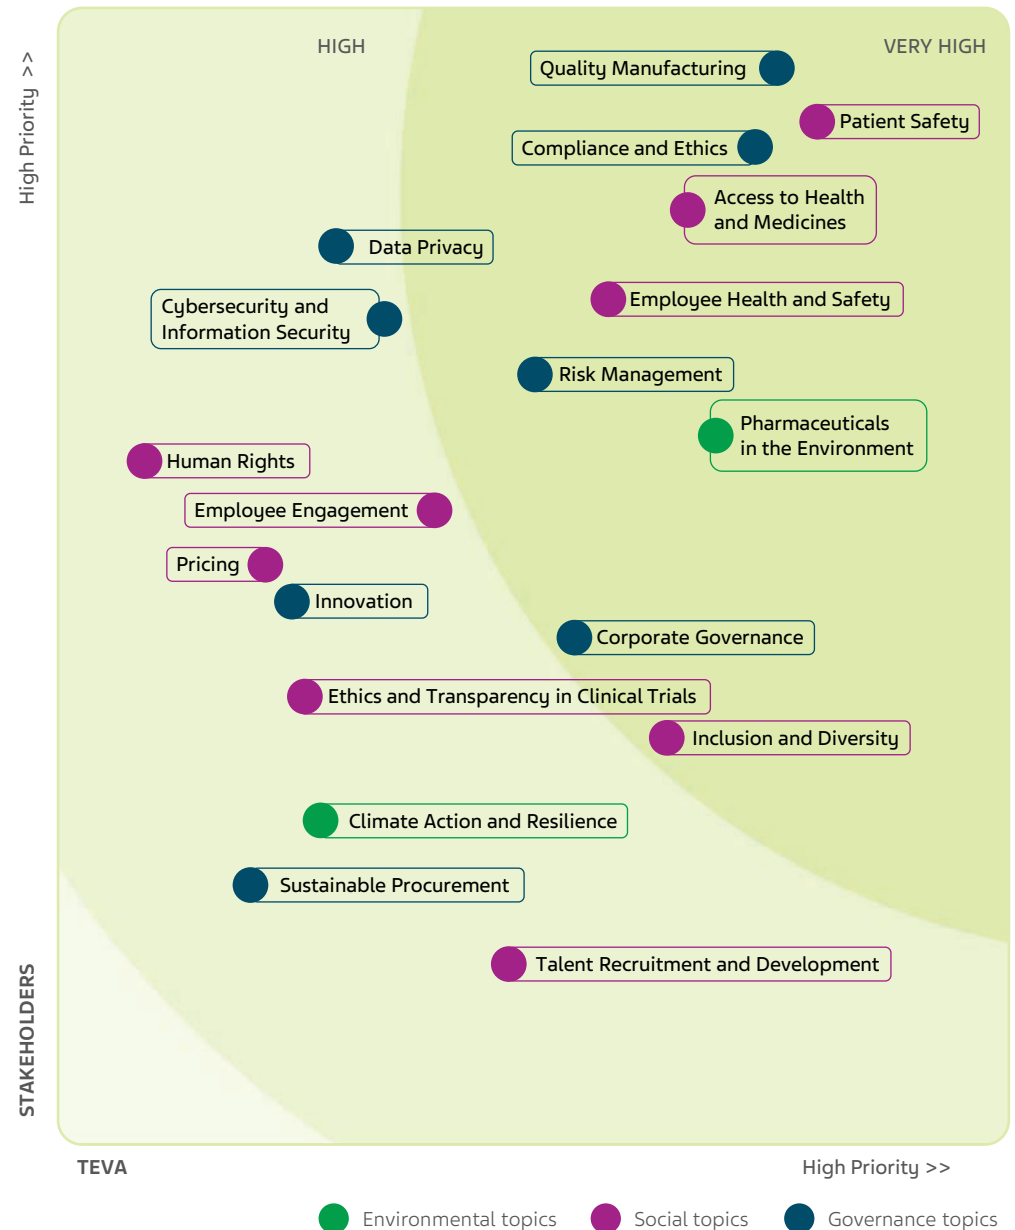 High Priority >>
HIGH
VERY HIGH
Quality Manufacturing
Patient Safety
Compliance and Ethics
Access to Health
and Medicines
Data Privacy
Cybersecurity and
Information Security
Employee Health and Safety
Risk Management
Pharmaceuticals
in the Environment
Human Rights
Employee Engagement
Pricing
Innovation
Corporate Governance
Ethics and Transparency in Clinical Trials
Inclusion and Diversity
Climate Action and Resilience
Sustainable Procurement
Talent Recruitment and Development
STAKEHOLDERS
TEVA
High Priority >>
Environmental topics
Social topics
Governance topics